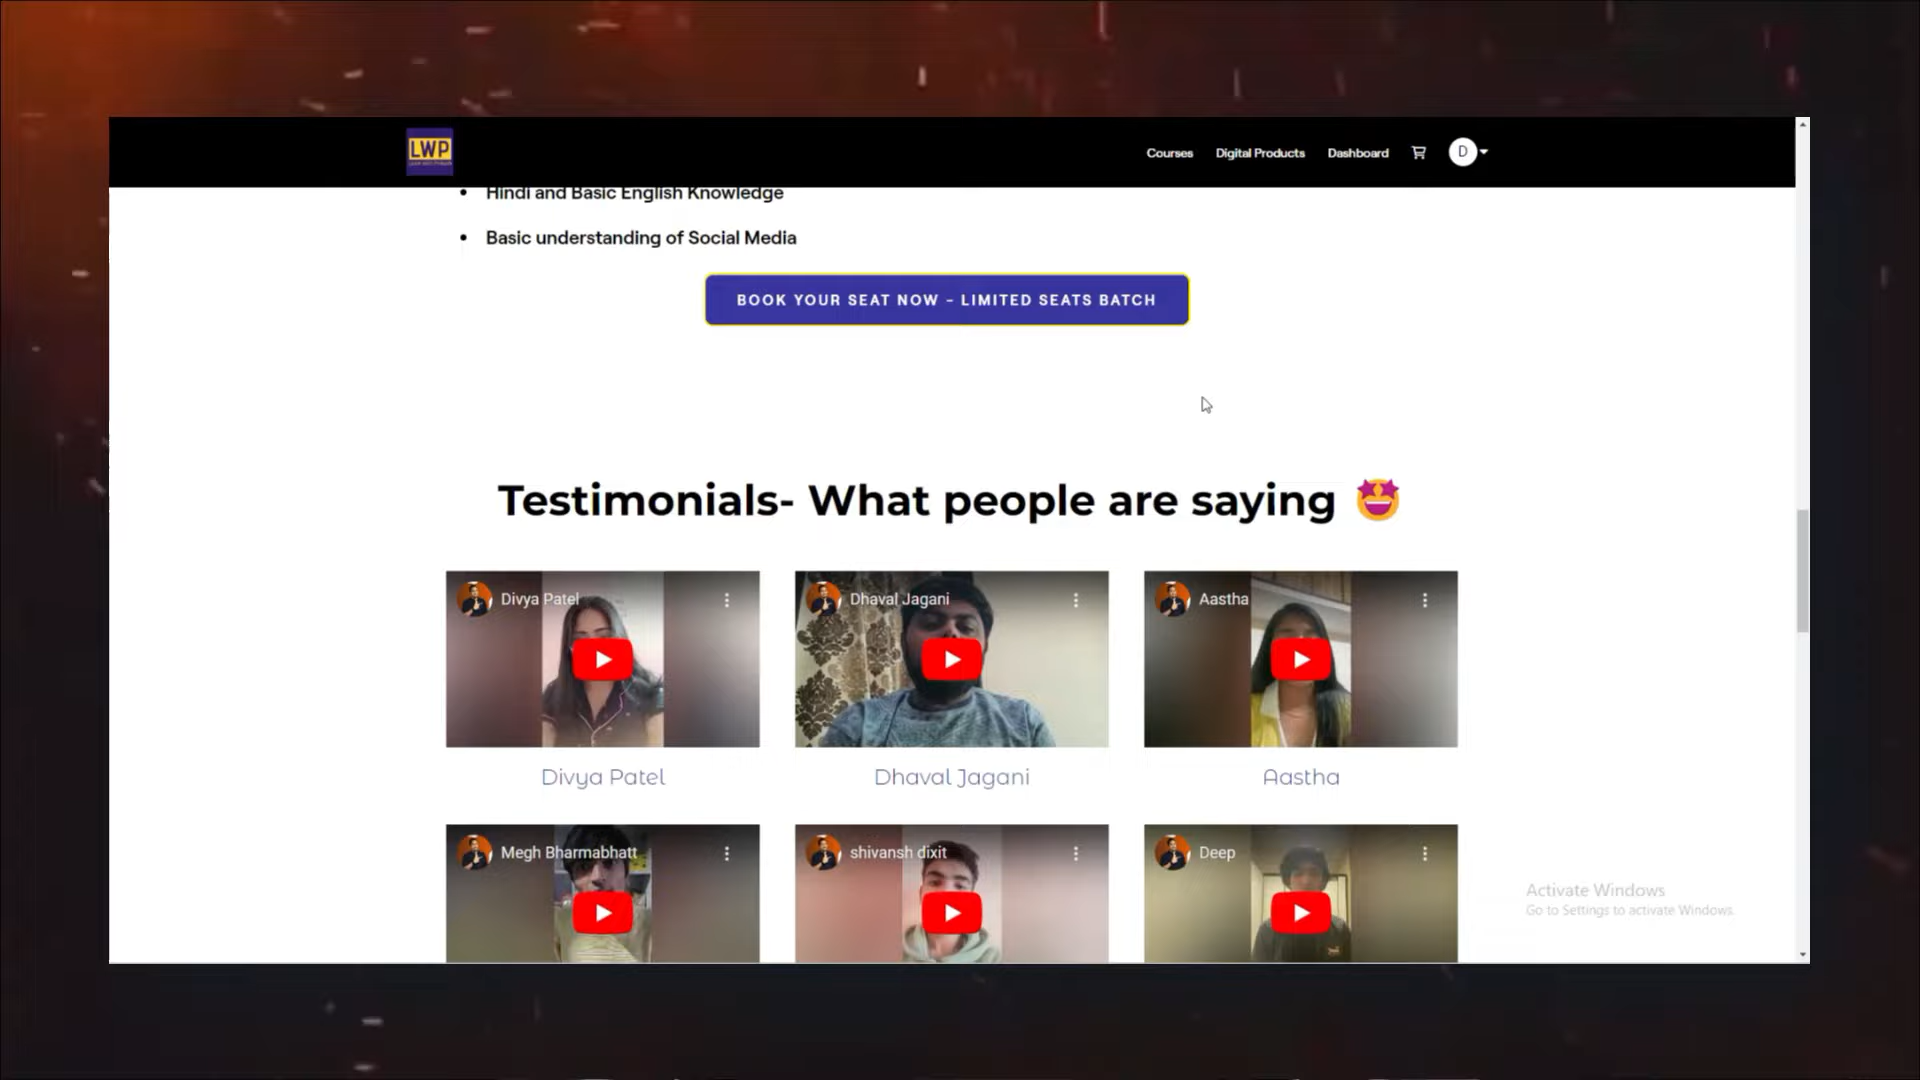 LWP
Courses
Digital Products
Dashboard
D
Hindi and Basic English Knowledge
Basic understanding of Social Media
BOOK YOUR SEAT NOW - LIMITED SEATS BATCH
Testimonials- What people are saying 🤩
Divya Patel
Dhaval Jagani
Aastha
Divya Patel
Dhaval Jagani
Aastha
Megh Bharmabhatt
shivansh dixit
Deep
Activate Windows
Go to Settings to activate Windows.